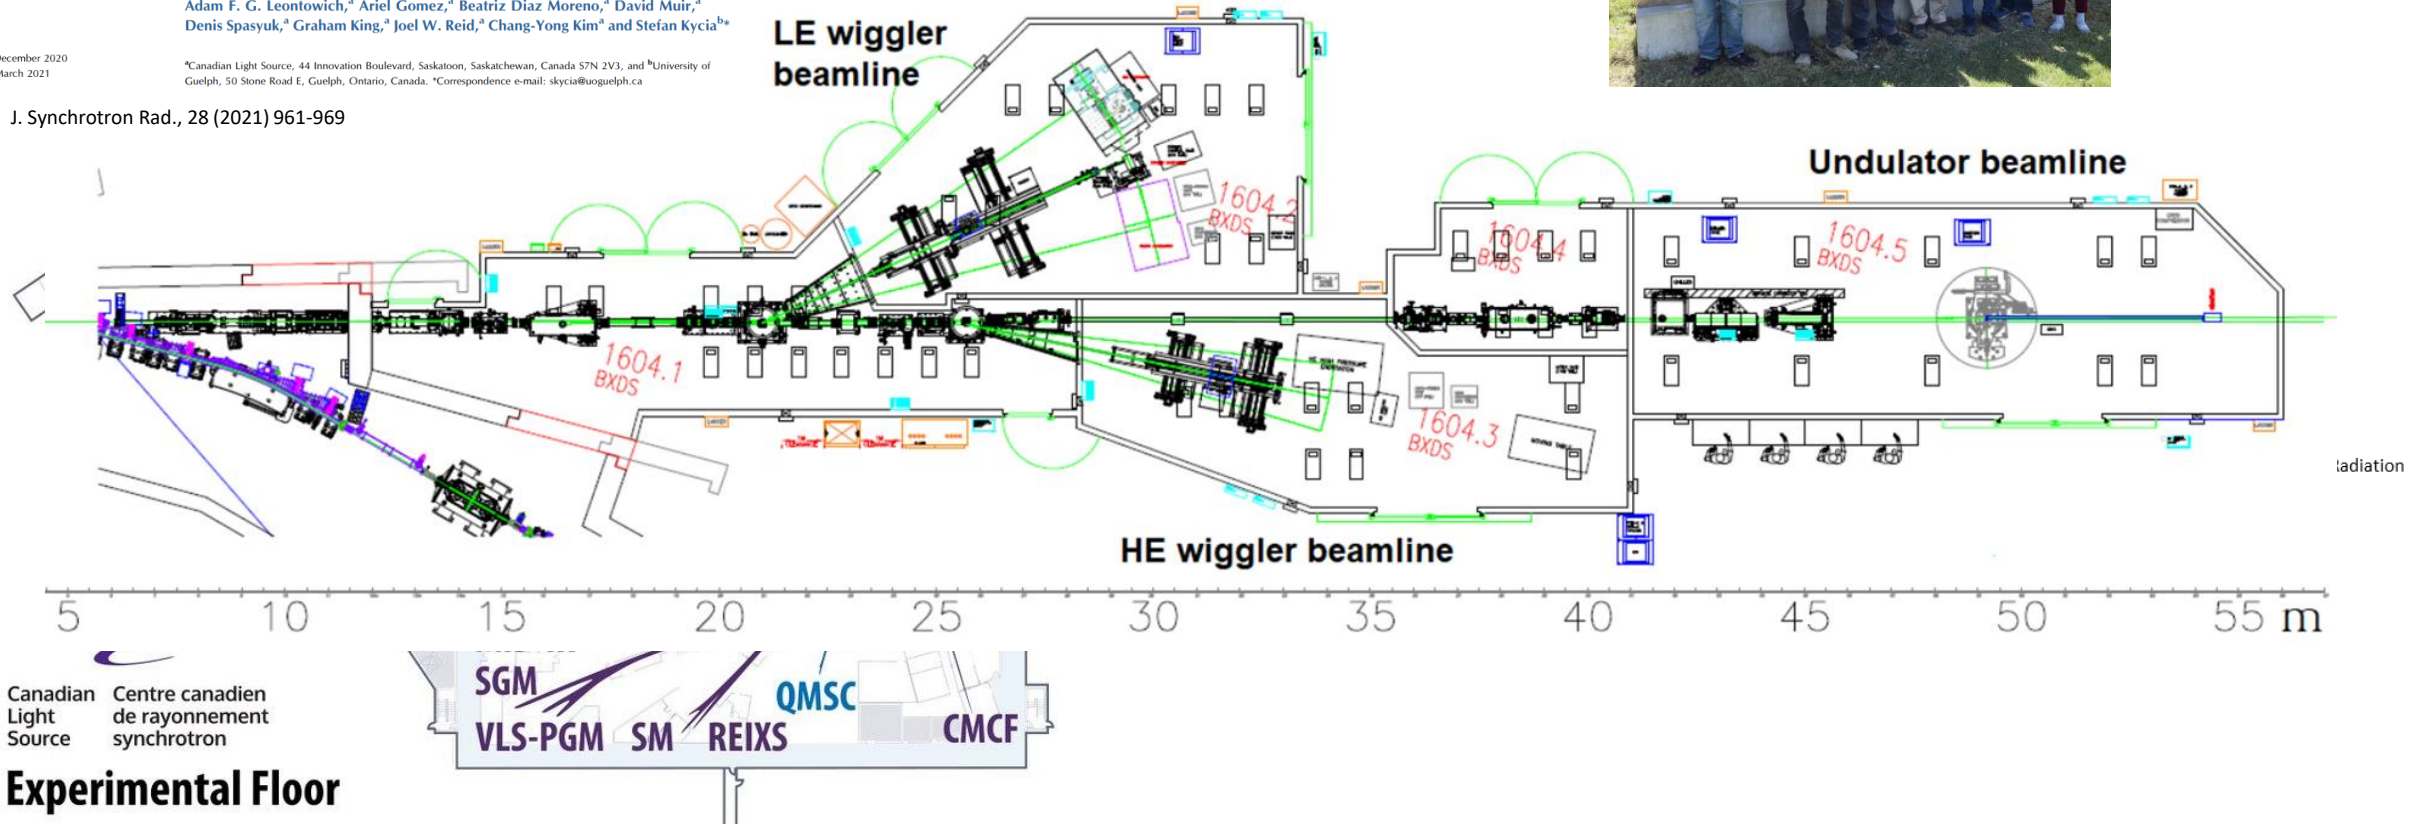 Adam F. G. Leontowich,ᵃ Ariel Gomez,ᵃ Beatriz Diaz Moreno,ᵃ David Muir,ᵃ
Denis Spasyuk,ᵃ Graham King,ᵃ Joel W. Reid,ᵃ Chang-Yong Kimᵃ and Stefan Kyciaᵇ*
December 2020
March 2021
ᵃCanadian Light Source, 44 Innovation Boulevard, Saskatoon, Saskatchewan, Canada S7N 2V3, and ᵇUniversity of
Guelph, 50 Stone Road E, Guelph, Ontario, Canada. *Correspondence e-mail: skycia@uoguelph.ca
J. Synchrotron Rad., 28 (2021) 961-969
LE wiggler
beamline
Undulator beamline
1604.2
BXDS
1604.4
BXDS
1604.5
BXDS
1604.1
BXDS
1604.3
BXDS
Radiation
HE wiggler beamline
5 10 15 20 25 30 35 40 45 50 55 m
SGM
QMSC
VLS-PGM SM REIXS
CMCF
Canadian Centre canadien
Light de rayonnement
Source synchrotron
Experimental Floor